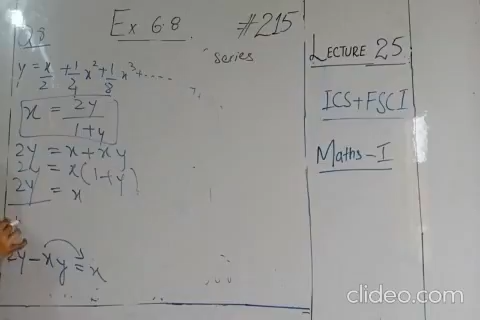 Q8
Ex 6.8
#215
series
y = x/2 + 1/4 x² + 1/8 x³ + ....
x = 2y/1+y
2y = x + xy
2y = x(1+y)
2y = x
y - xy = x
LECTURE 25
ICS+FSC I
Maths-I
clideo.com